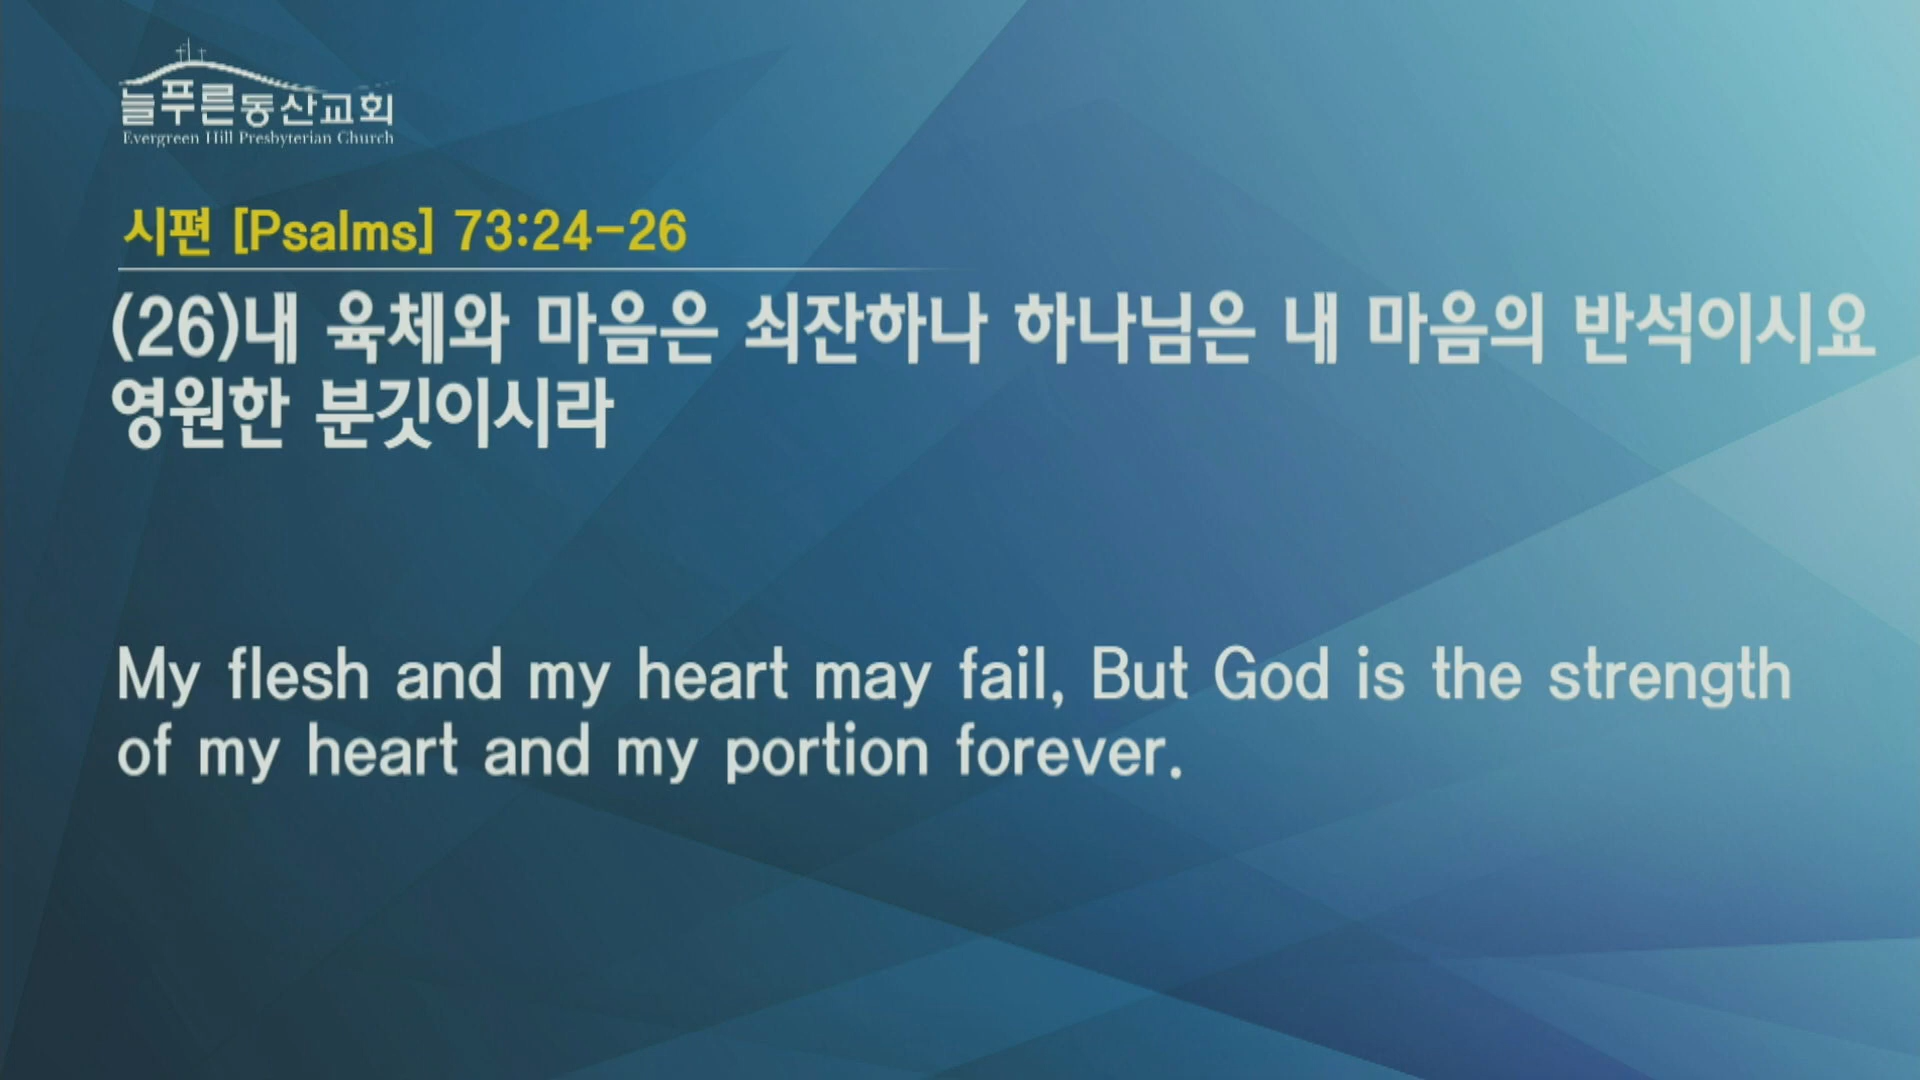 늘푸른동산교회
Evergreen Hill Presbyterian Church
시편 [Psalms] 73:24-26
(26)내 육체와 마음은 쇠잔하나 하나님은 내 마음의 반석이시요
영원한 분깃이시라
My flesh and my heart may fail, But God is the strength
of my heart and my portion forever.